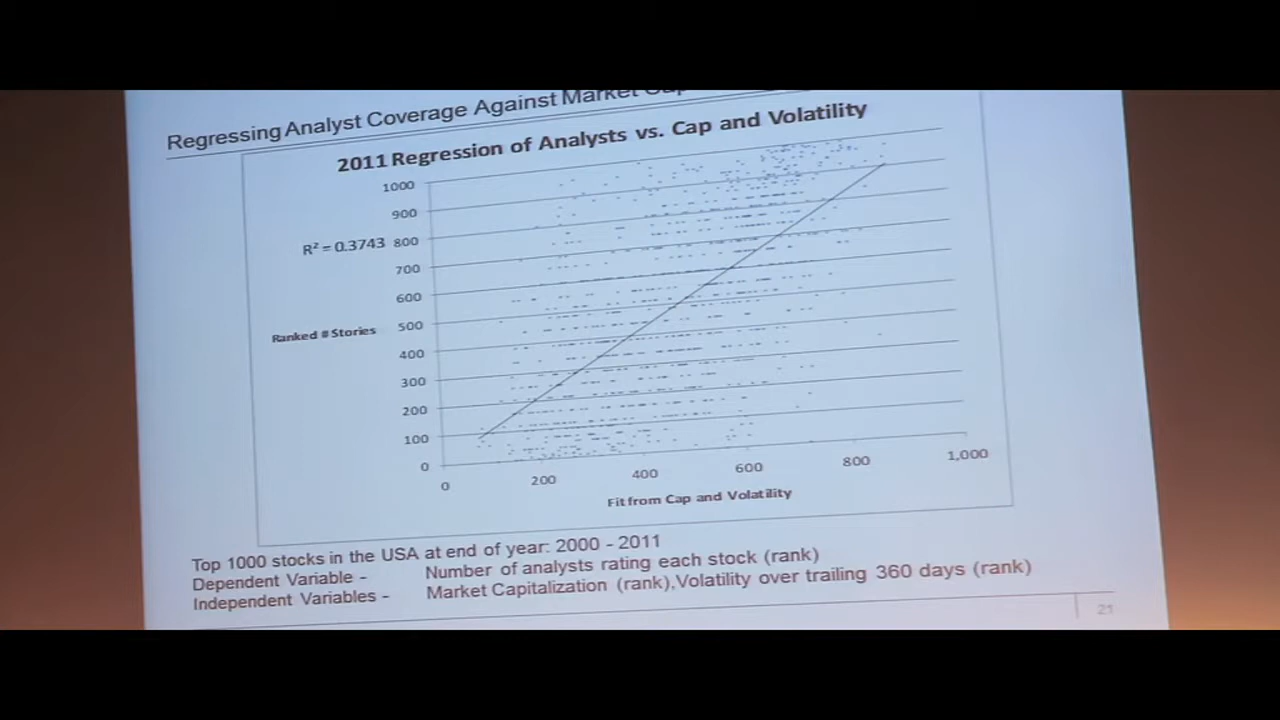 Regressing Analyst Coverage Against Market
2011 Regression of Analysts vs. Cap and Volatility
1000
900
R² = 0.3743 800
700
600
Ranked # Stories 500
400
300
200
100
0
0 200 400 600 800 1,000
Fit from Cap and Volatility
Top 1000 stocks in the USA at end of year: 2000 - 2011
Dependent Variable - Number of analysts rating each stock (rank)
Independent Variables - Market Capitalization (rank), Volatility over trailing 360 days (rank)
21